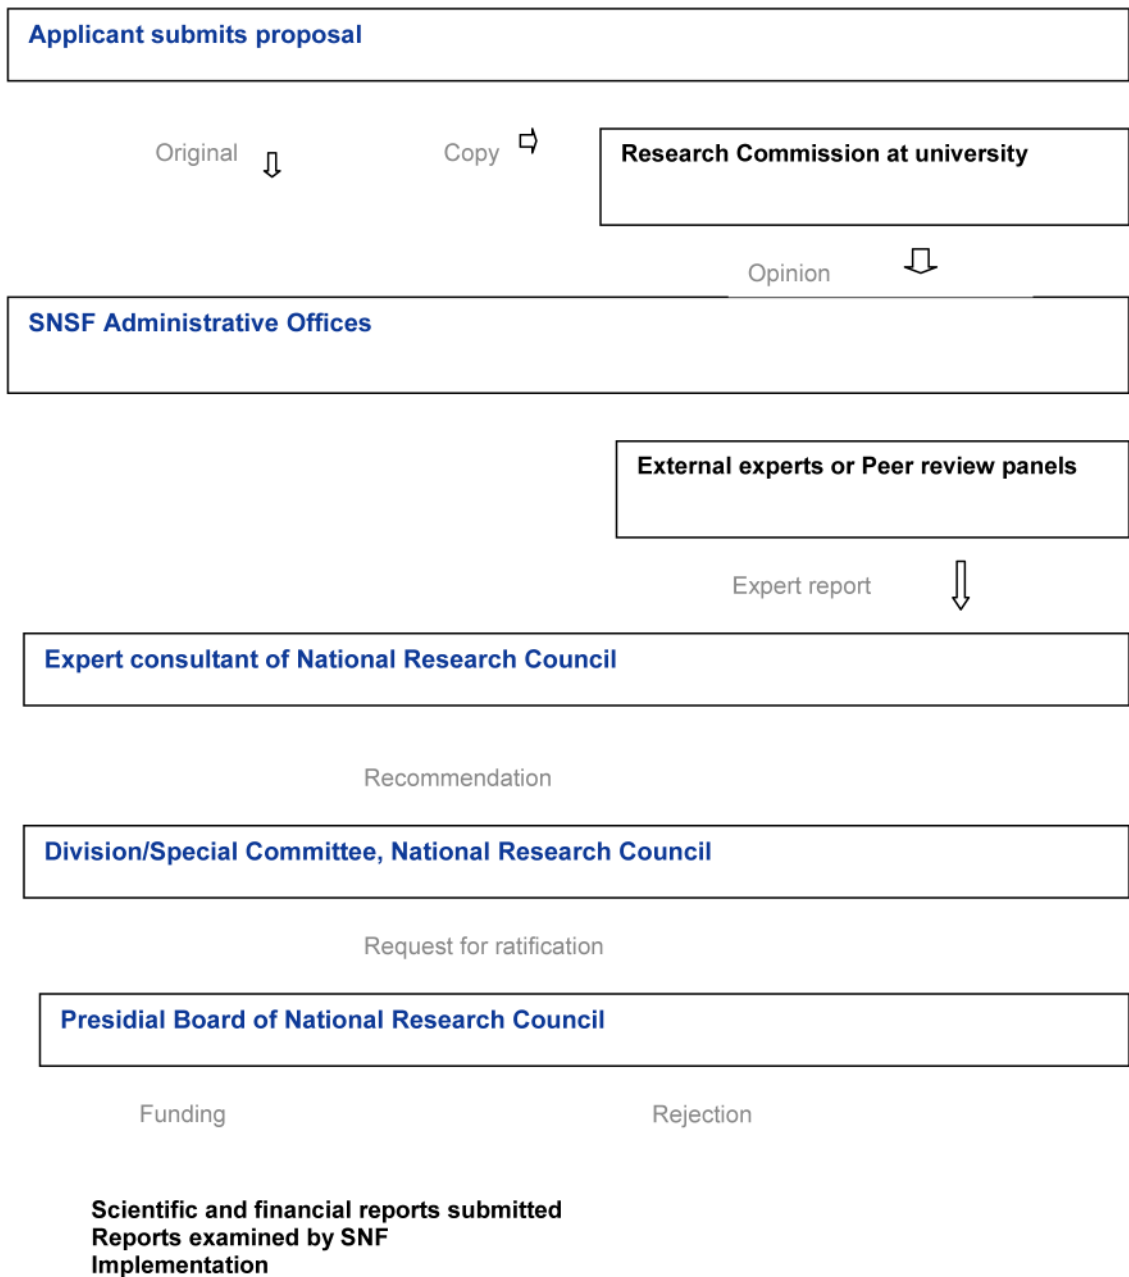 Applicant submits proposal
Original
Copy
Research Commission at university
Opinion
SNSF Administrative Offices
External experts or Peer review panels
Expert report
Expert consultant of National Research Council
Recommendation
Division/Special Committee, National Research Council
Request for ratification
Presidial Board of National Research Council
Funding
Rejection
Scientific and financial reports submitted
Reports examined by SNF
Implementation